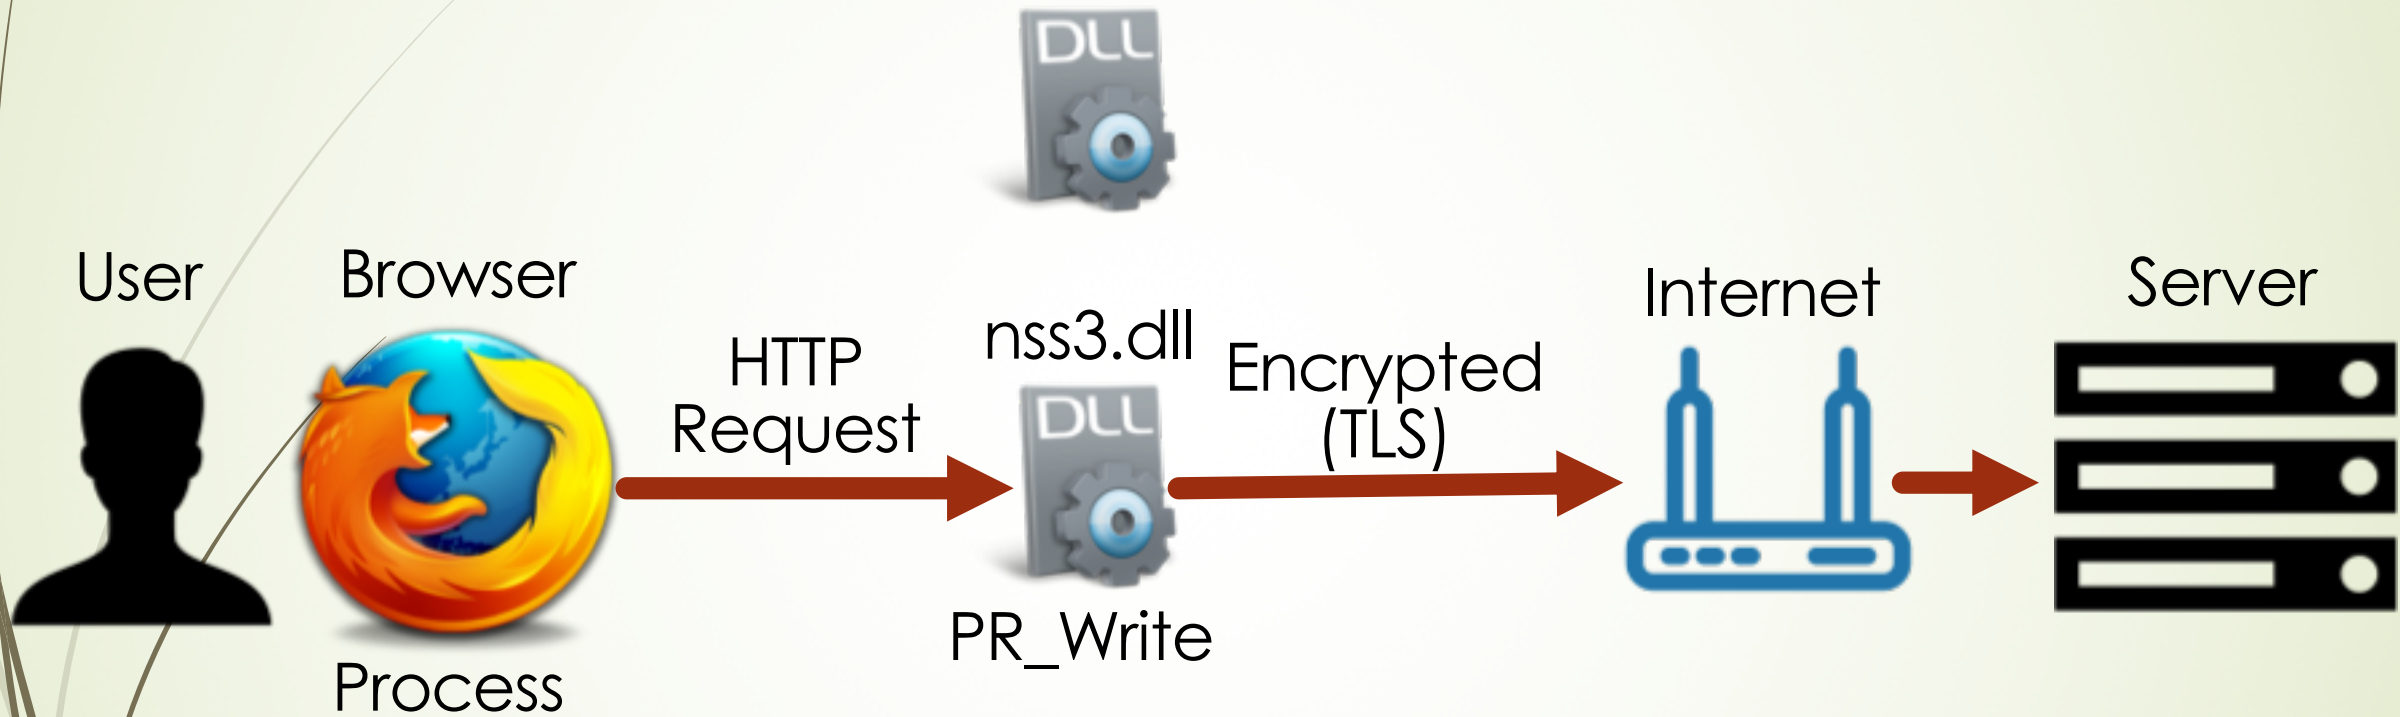 DLL
User
Browser
Process
HTTP
Request
nss3.dll
DLL
PR_Write
Encrypted
(TLS)
Internet
Server